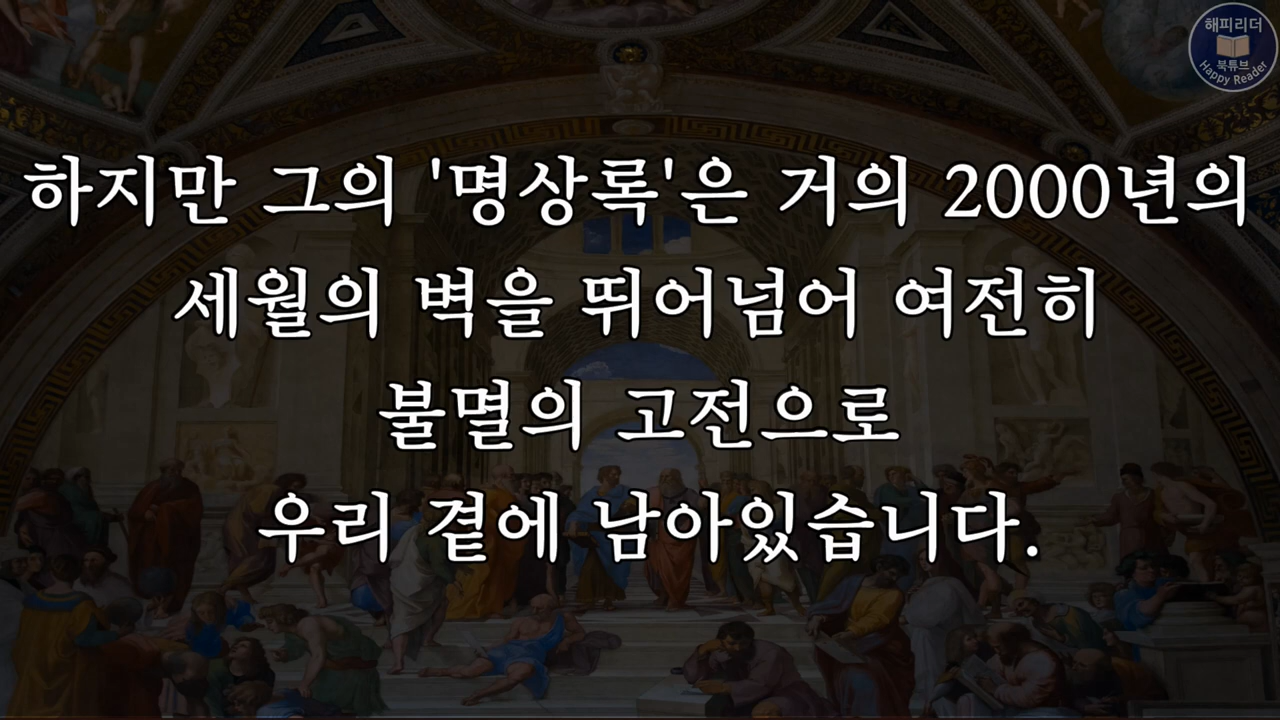 해피리더
북튜브
Happy Reader
하지만 그의 '명상록'은 거의 2000년의
세월의 벽을 뛰어넘어 여전히
불멸의 고전으로
우리 곁에 남아있습니다.